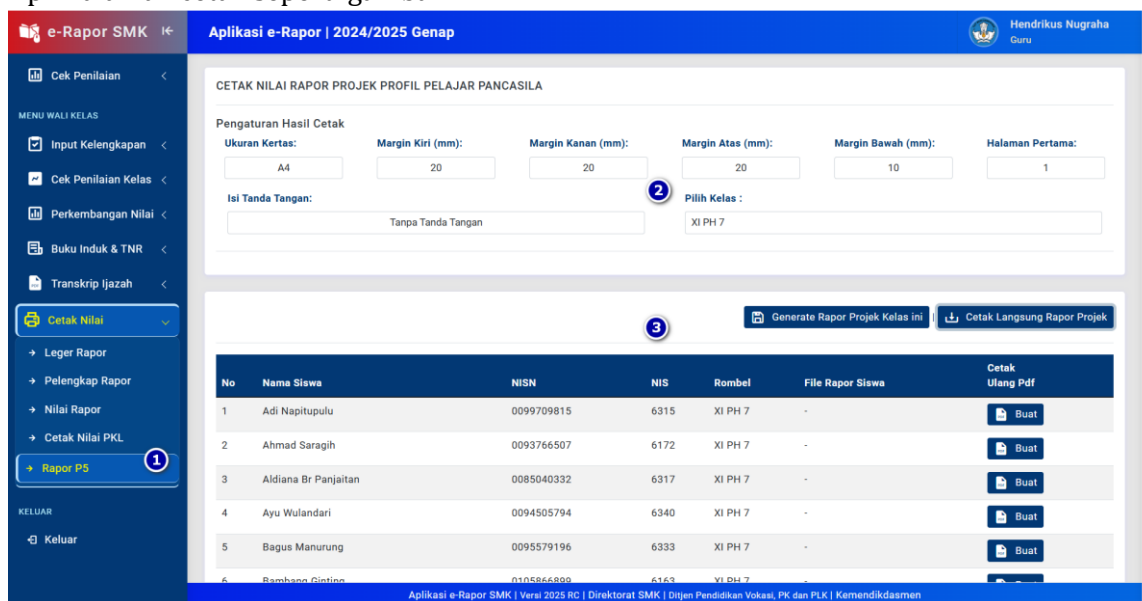 e-Rapor SMK
Aplikasi e-Rapor | 2024/2025 Genap
Hendrikus Nugraha
Guru
Cek Penilaian
MENU WALI KELAS
Input Kelengkapan
Cek Penilaian Kelas
Perkembangan Nilai
Buku Induk & TNR
Transkrip Ijazah
Cetak Nilai
Leger Rapor
Pelengkap Rapor
Nilai Rapor
Cetak Nilai PKL
Rapor P5
1
KELUAR
Keluar
CETAK NILAI RAPOR PROJEK PROFIL PELAJAR PANCASILA
Pengaturan Hasil Cetak
Ukuran Kertas: Margin Kiri (mm): Margin Kanan (mm): Margin Atas (mm): Margin Bawah (mm): Halaman Pertama:
A4 20 20 20 10 1
Isi Tanda Tangan: 2 Pilih Kelas :
Tanpa Tanda Tangan XI PH 7
3 Generate Rapor Projek Kelas ini | Cetak Langsung Rapor Projek
No Nama Siswa NISN NIS Rombel File Rapor Siswa Cetak
Ulang Pdf
1 Adi Napitupulu 0099709815 6315 XI PH 7 - Buat
2 Ahmad Saragih 0093766507 6172 XI PH 7 - Buat
3 Aldiana Br Panjaitan 0085040332 6317 XI PH 7 - Buat
4 Ayu Wulandari 0094505794 6340 XI PH 7 - Buat
5 Bagus Manurung 0095579196 6333 XI PH 7 - Buat
6 Bambang Ginting 0105866899 6163 XI PH 7
Aplikasi e-Rapor SMK | Versi 2025 RC | Direktorat SMK | Ditjen Pendidikan Vokasi, PK dan PLK | Kemendikdasmen